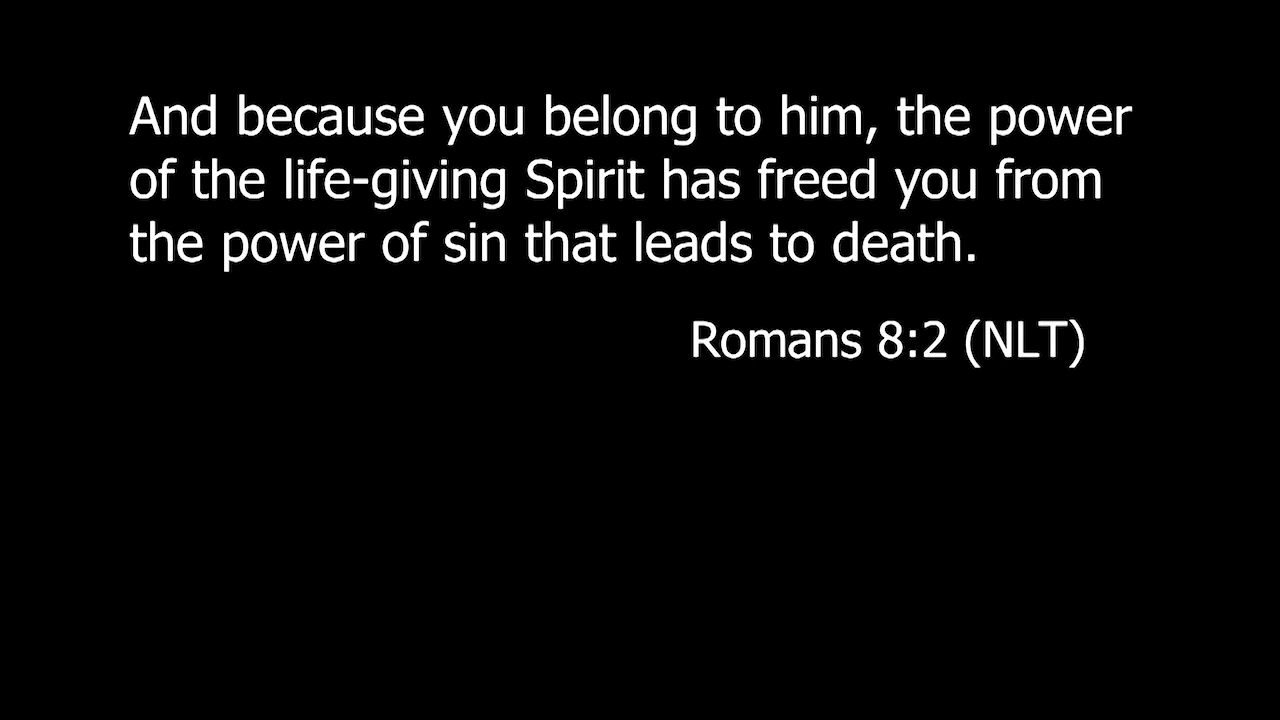 And because you belong to him, the power
of the life-giving Spirit has freed you from
the power of sin that leads to death.
Romans 8:2 (NLT)